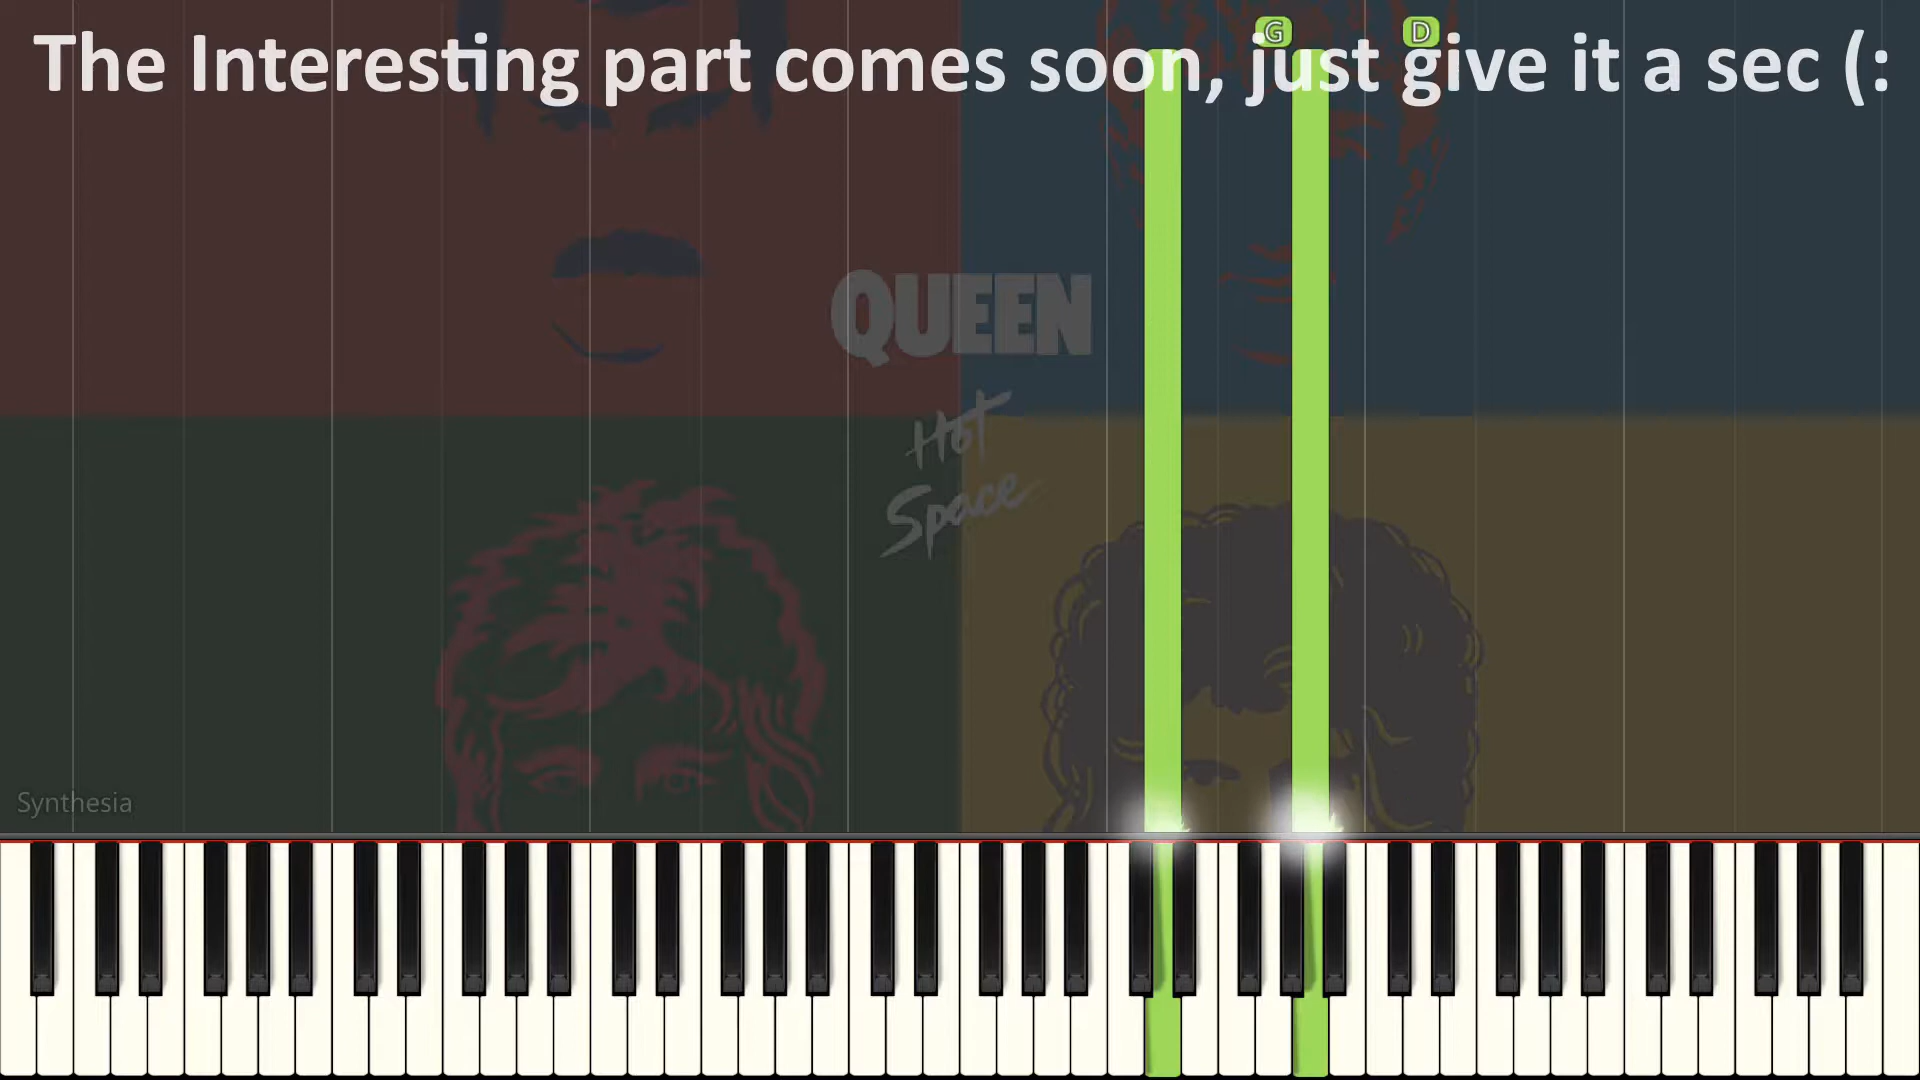 G D
The Interesting part comes soon, just give it a sec (:
QUEEN
Hot
Space
Synthesia